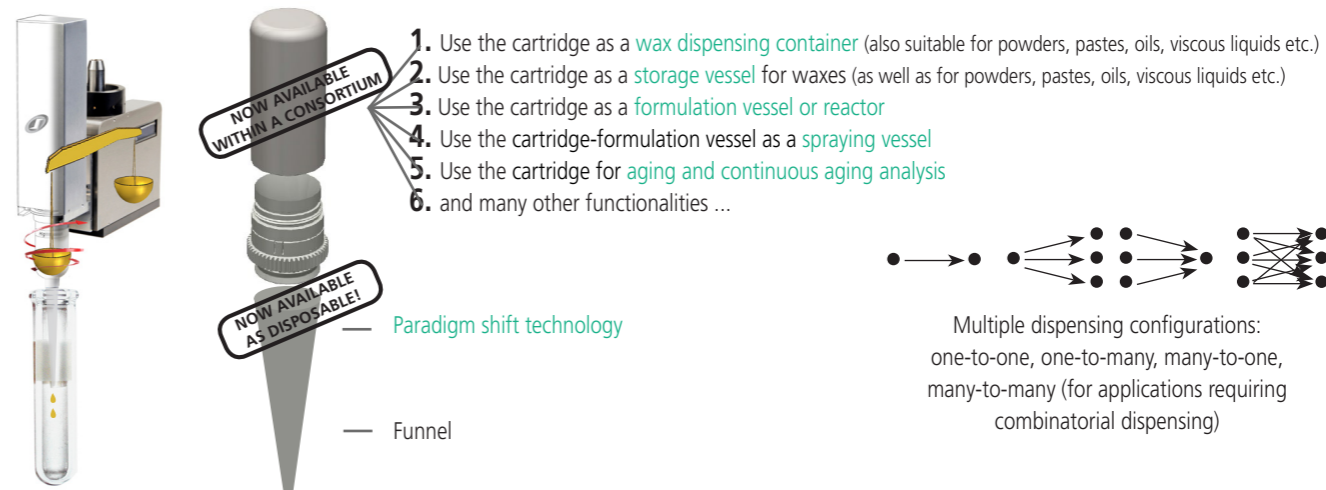 1. Use the cartridge as a wax dispensing container (also suitable for powders, pastes, oils, viscous liquids etc.)
2. Use the cartridge as a storage vessel for waxes (as well as for powders, pastes, oils, viscous liquids etc.)
3. Use the cartridge as a formulation vessel or reactor
4. Use the cartridge-formulation vessel as a spraying vessel
5. Use the cartridge for aging and continuous aging analysis
6. and many other functionalities ...
NOW AVAILABLE
WITHIN A CONSORTIUM
NOW AVAILABLE
AS DISPOSABLE!
Paradigm shift technology
Funnel
Multiple dispensing configurations:
one-to-one, one-to-many, many-to-one,
many-to-many (for applications requiring
combinatorial dispensing)